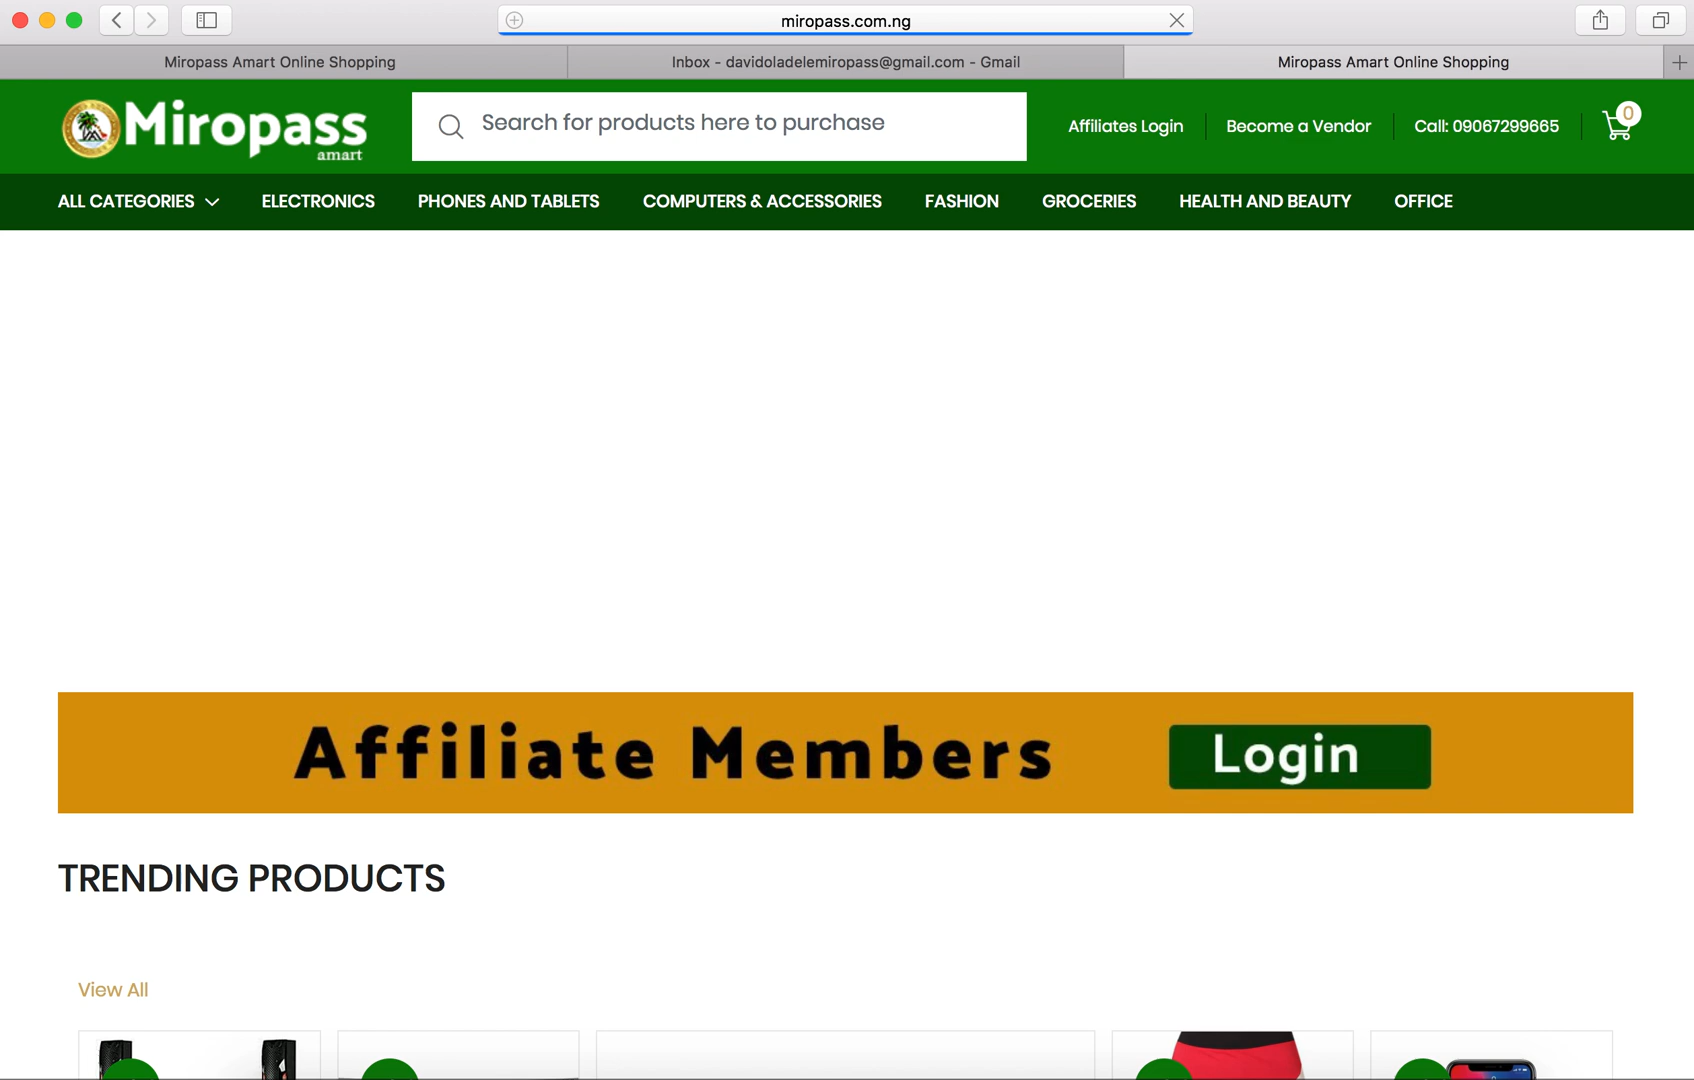 miropass.com.ng
Miropass Amart Online Shopping
Inbox - davidoladelemiropass@gmail.com - Gmail
Miropass Amart Online Shopping
Miropass
amart
Search for products here to purchase
Affiliates Login
Become a Vendor
Call: 09067299665
0
ALL CATEGORIES
ELECTRONICS
PHONES AND TABLETS
COMPUTERS & ACCESSORIES
FASHION
GROCERIES
HEALTH AND BEAUTY
OFFICE
Affiliate Members
Login
TRENDING PRODUCTS
View All